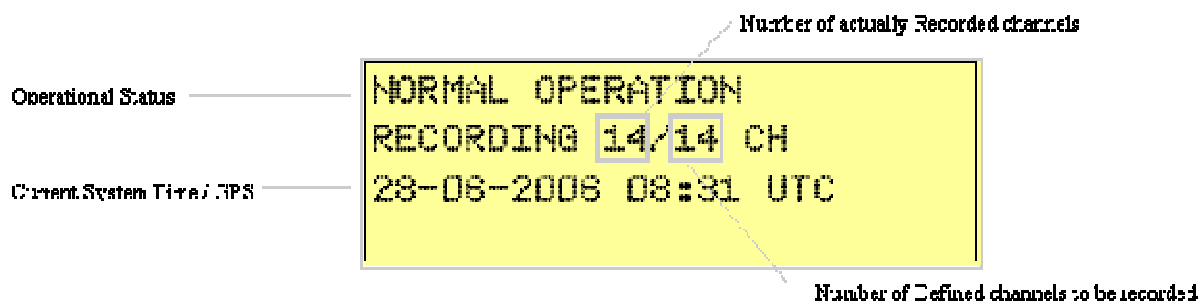 Number of actually Recorded channels
Operational Status
NORMAL OPERATION
RECORDING 14/14 CH
Current System Time / GPS
28-06-2006 08:31 UTC
Number of Defined channels to be recorded